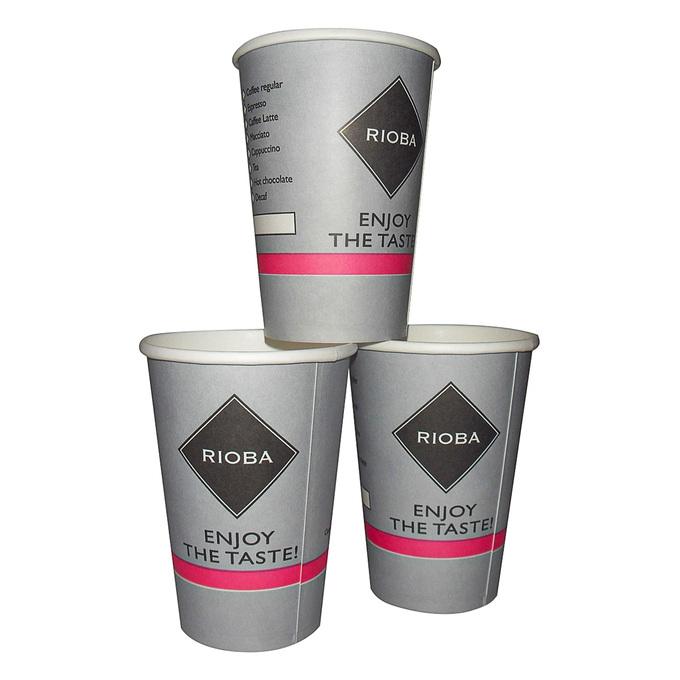 Coffee regular
Espresso
Coffee Latte
Macciato
Cappuccino
Tea
Hot chocolate
Decaf
RIOBA
ENJOY
THE TASTE
RIOBA
ENJOY
THE TASTE!
RIOBA
ENJOY
THE TASTE!